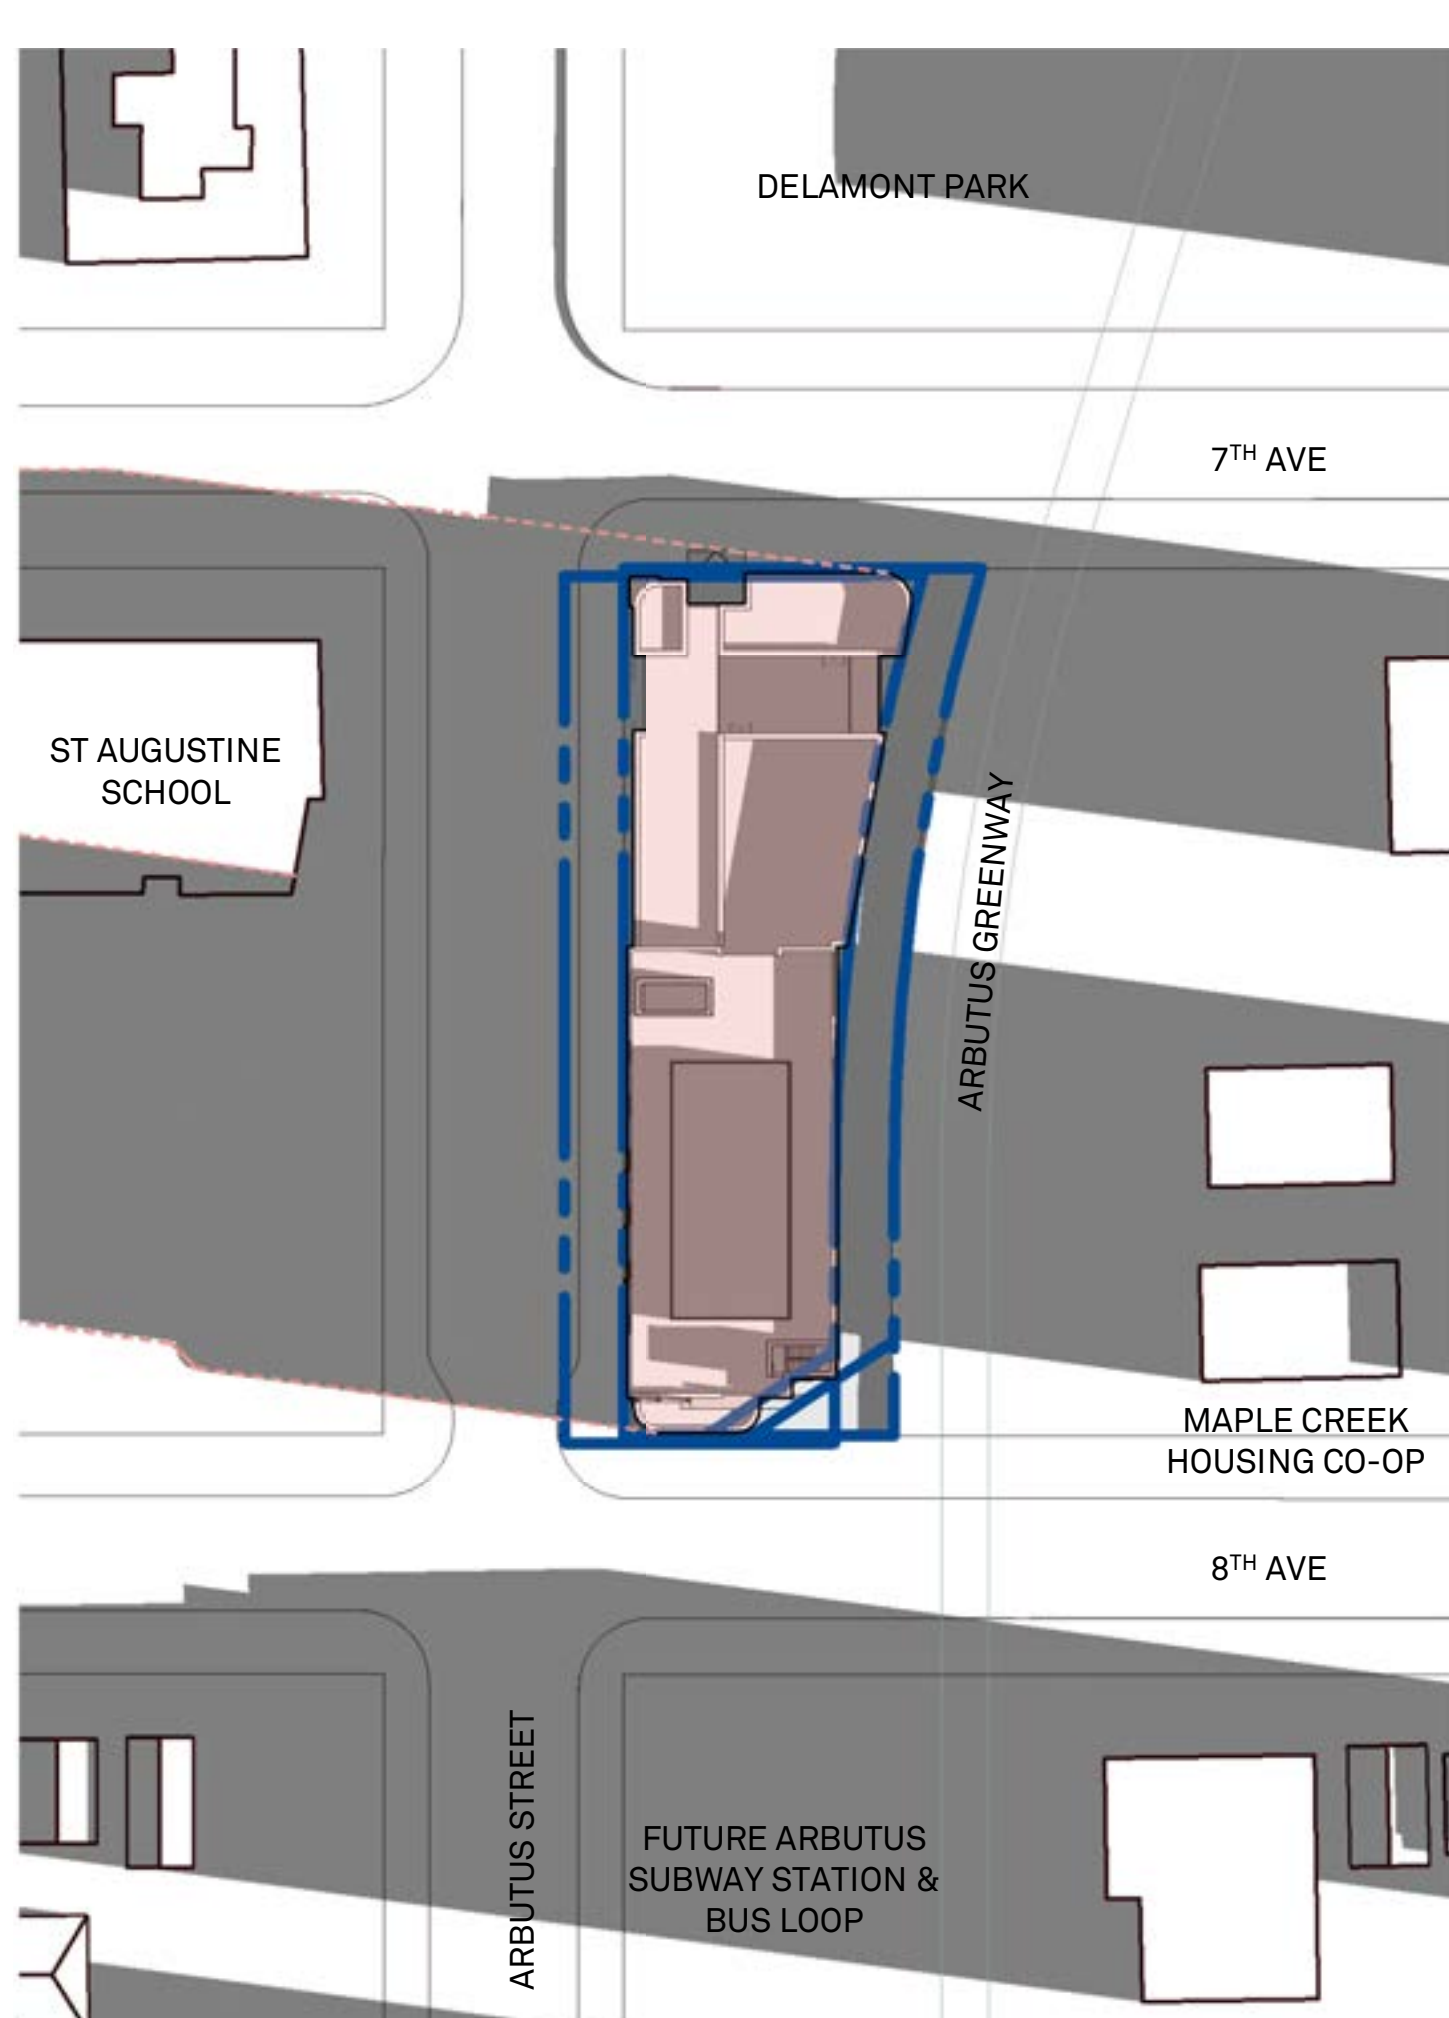 DELAMONT PARK
7TH AVE
ST AUGUSTINE
SCHOOL
ARBUTUS GREENWAY
MAPLE CREEK
HOUSING CO-OP
8TH AVE
ARBUTUS STREET
FUTURE ARBUTUS
SUBWAY STATION &
BUS LOOP